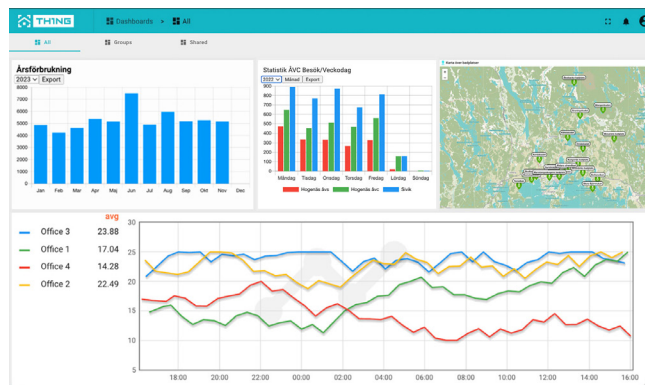 TH1NG
Dashboards > All
All
Groups
Shared
Årsförbrukning
2023 Export
8000
7000
6000
5000
4000
3000
2000
1000
0
Jan Feb Mar Apr Maj Jun Jul Aug Sep Okt Nov Dec
Statistik ÅVC Besök/Veckodag
2023 Månad Export
900
800
700
600
500
400
300
200
100
0
Måndag Tisdag Onsdag Torsdag Fredag Lördag Söndag
Hogenäs åvs Hogenäs åvc Sivik
avg
Office 3 23.88
Office 1 17.04
Office 4 14.28
Office 2 22.49
30
25
20
15
10
5
18:00 20:00 22:00 00:00 02:00 04:00 06:00 08:00 10:00 12:00 14:00 16:00